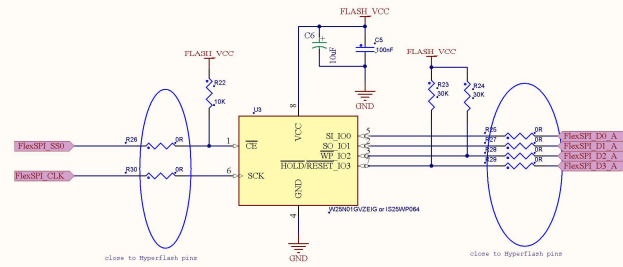 FLASH_VCC
C6
10uF
C5
100nF
FLASH_VCC
FLASH_VCC
R22
10K
R23
30K
R24
30K
GND
U3
8
VCC
R26
0R
FlexSPI_SS0
1
CE
R30
0R
FlexSPI_CLK
6
SCK
SI_IO0
5
R25
0R
FlexSPI_D0_A
SO_IO1
2
R27
0R
FlexSPI_D1_A
WP_IO2
3
R28
0R
FlexSPI_D2_A
HOLD/RESET_IO3
7
R29
0R
FlexSPI_D3_A
GND
4
W25N01GVZEIG or IS25WP064
GND
close to Hyperflash pins
close to Hyperflash pins